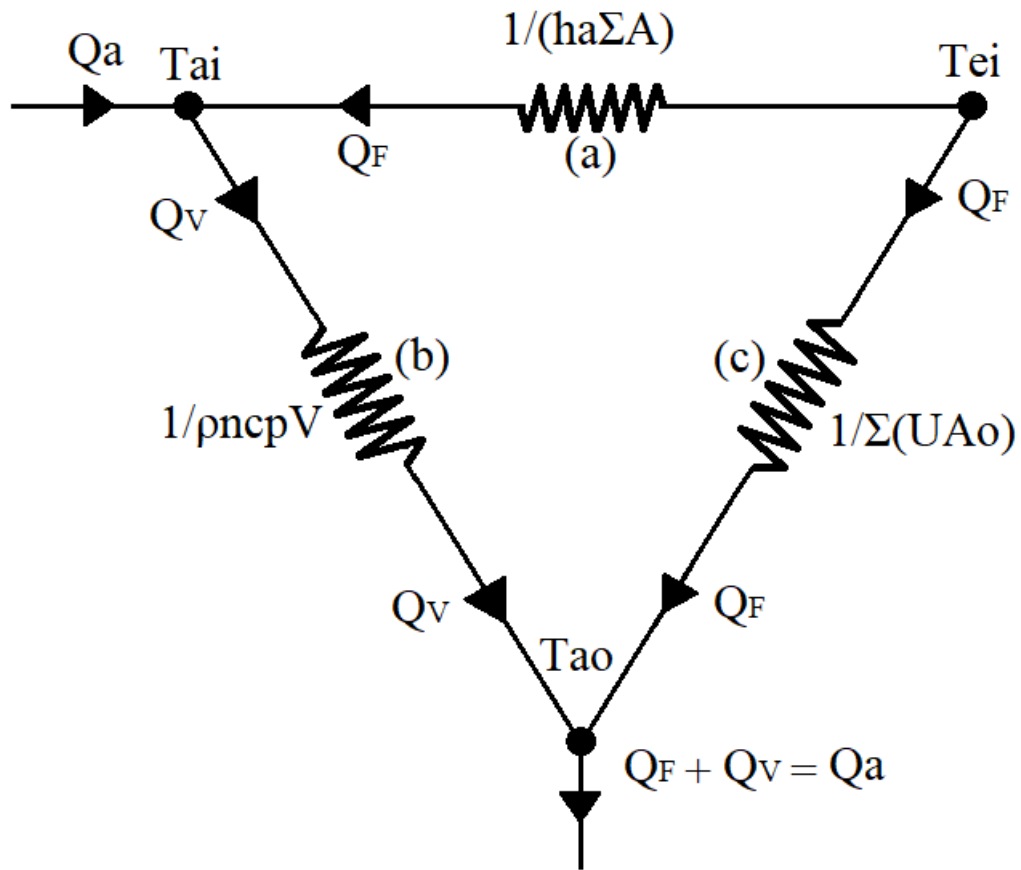 1/(haΣA)
Qa
Tai
Tei
QF
(a)
QF
QV
(b)
(c)
1/ρncpV
1/Σ(UAo)
QV
QF
Tao
QF + QV = Qa